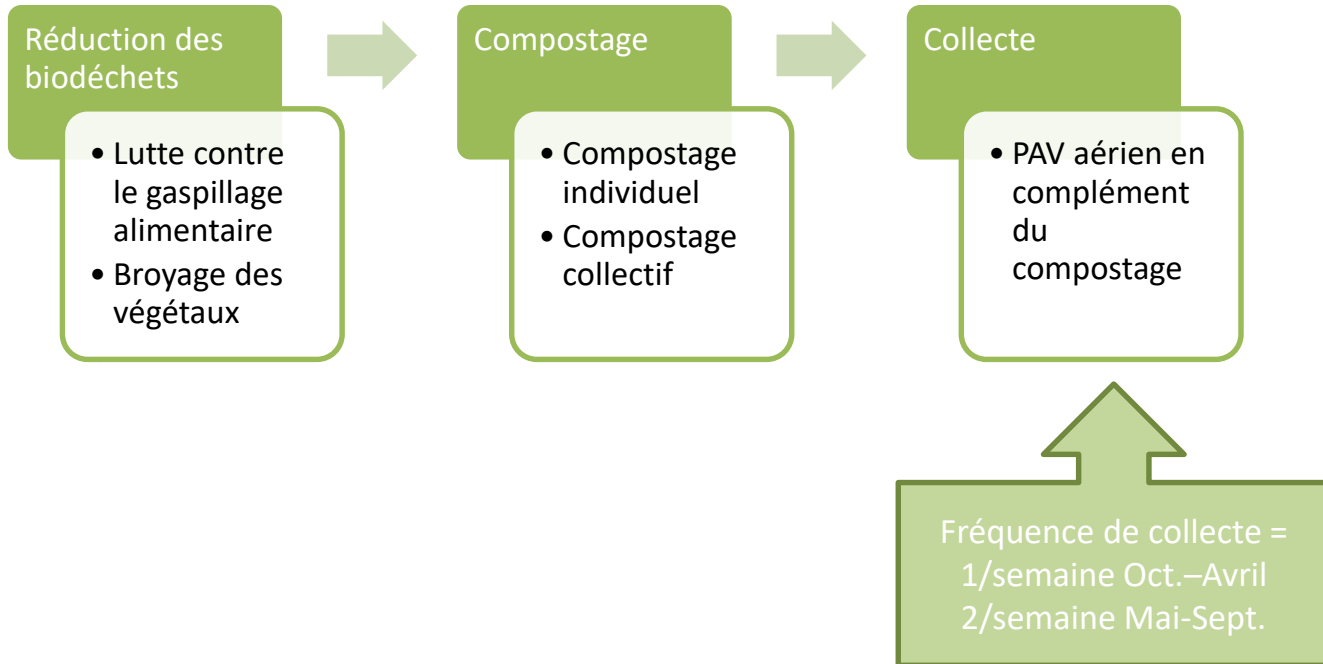 Réduction des
biodéchets
• Lutte contre
le gaspillage
alimentaire
• Broyage des
végétaux
Compostage
• Compostage
individuel
• Compostage
collectif
Collecte
• PAV aérien en
complément
du
compostage
Fréquence de collecte =
1/semaine Oct.–Avril
2/semaine Mai-Sept.